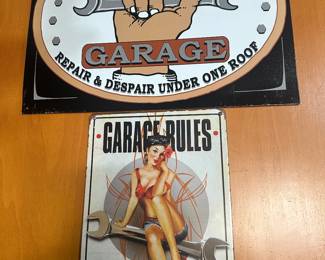 GARAGE
REPAIR & DESPAIR UNDER ONE ROOF
GARAGE RULES